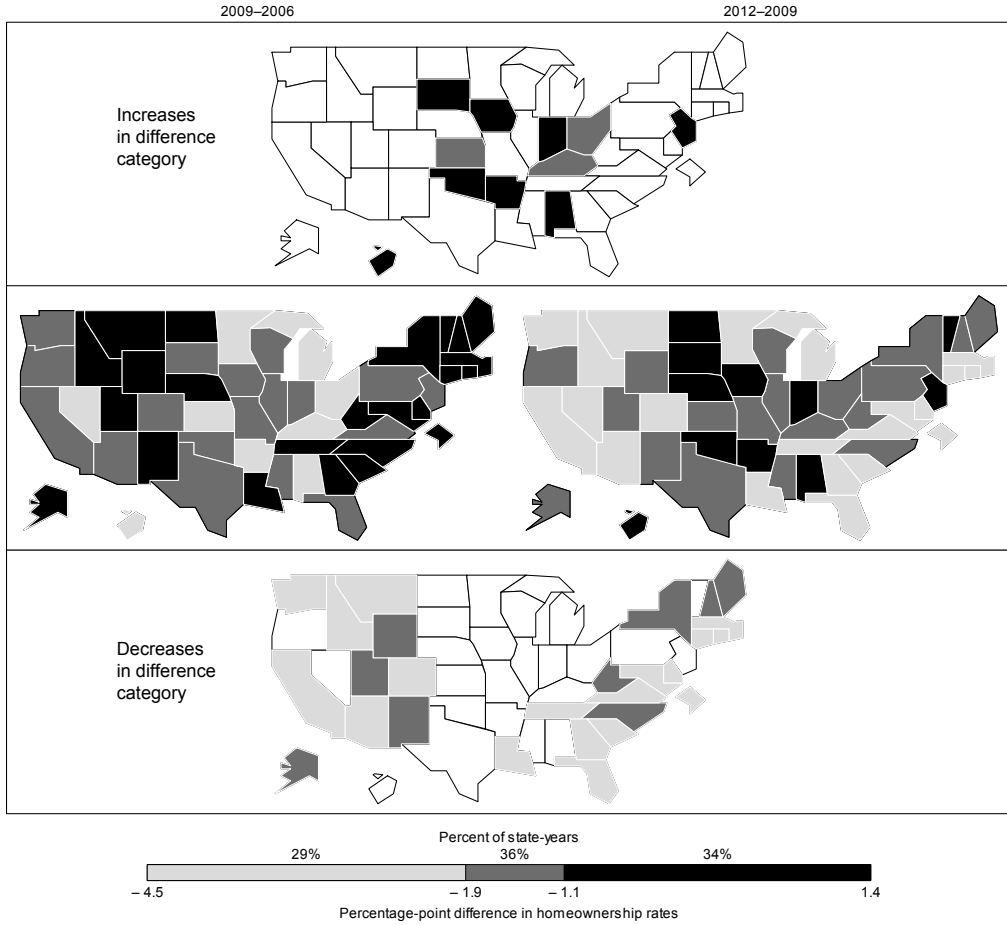 2009–2006 2012–2009
Increases
in difference
category
Decreases
in difference
category
Percent of state-years
29% 36% 34%
– 4.5 – 1.9 – 1.1 1.4
Percentage-point difference in homeownership rates